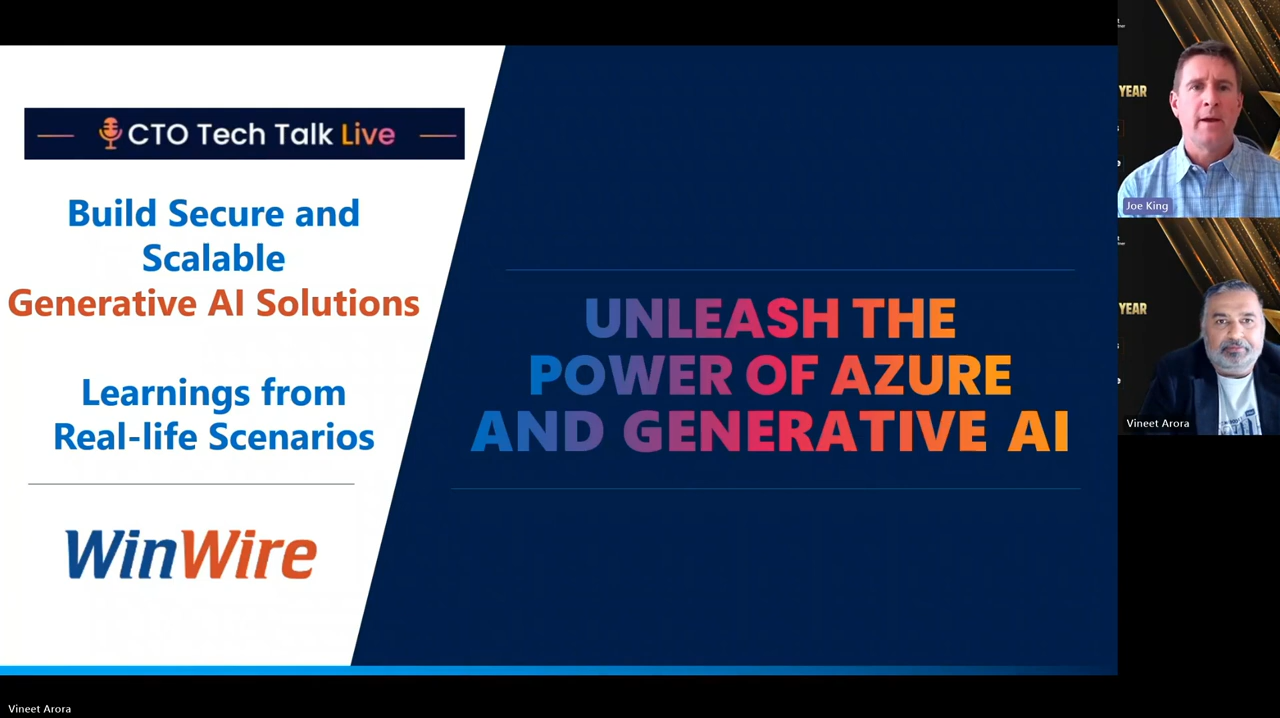 CTO Tech Talk Live
Build Secure and
Scalable
Generative AI Solutions
Learnings from
Real-life Scenarios
WinWire
UNLEASH THE
POWER OF AZURE
AND GENERATIVE AI
YEAR
Joe King
YEAR
Vineet Arora
Vineet Arora